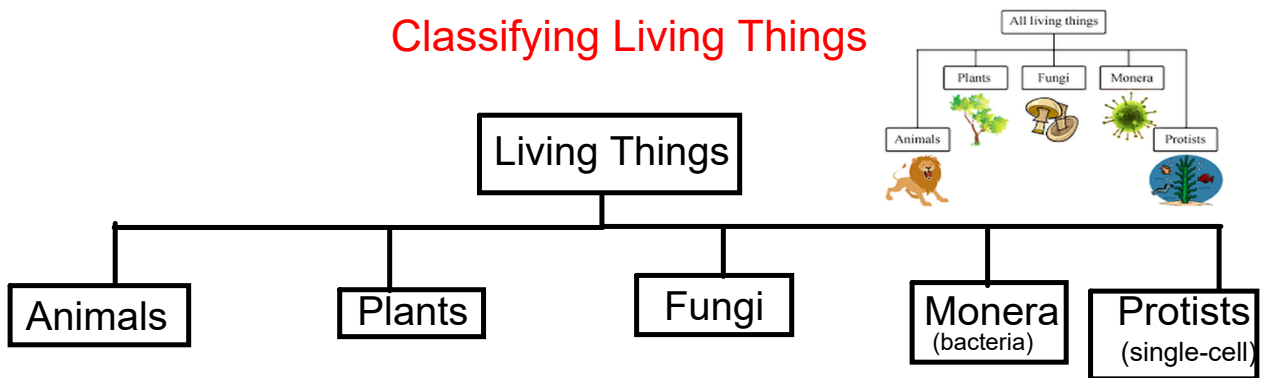 Classifying Living Things
All living things
Plants
Fungi
Monera
Animals
Protists
Living Things
Animals
Plants
Fungi
Monera
(bacteria)
Protists
(single-cell)